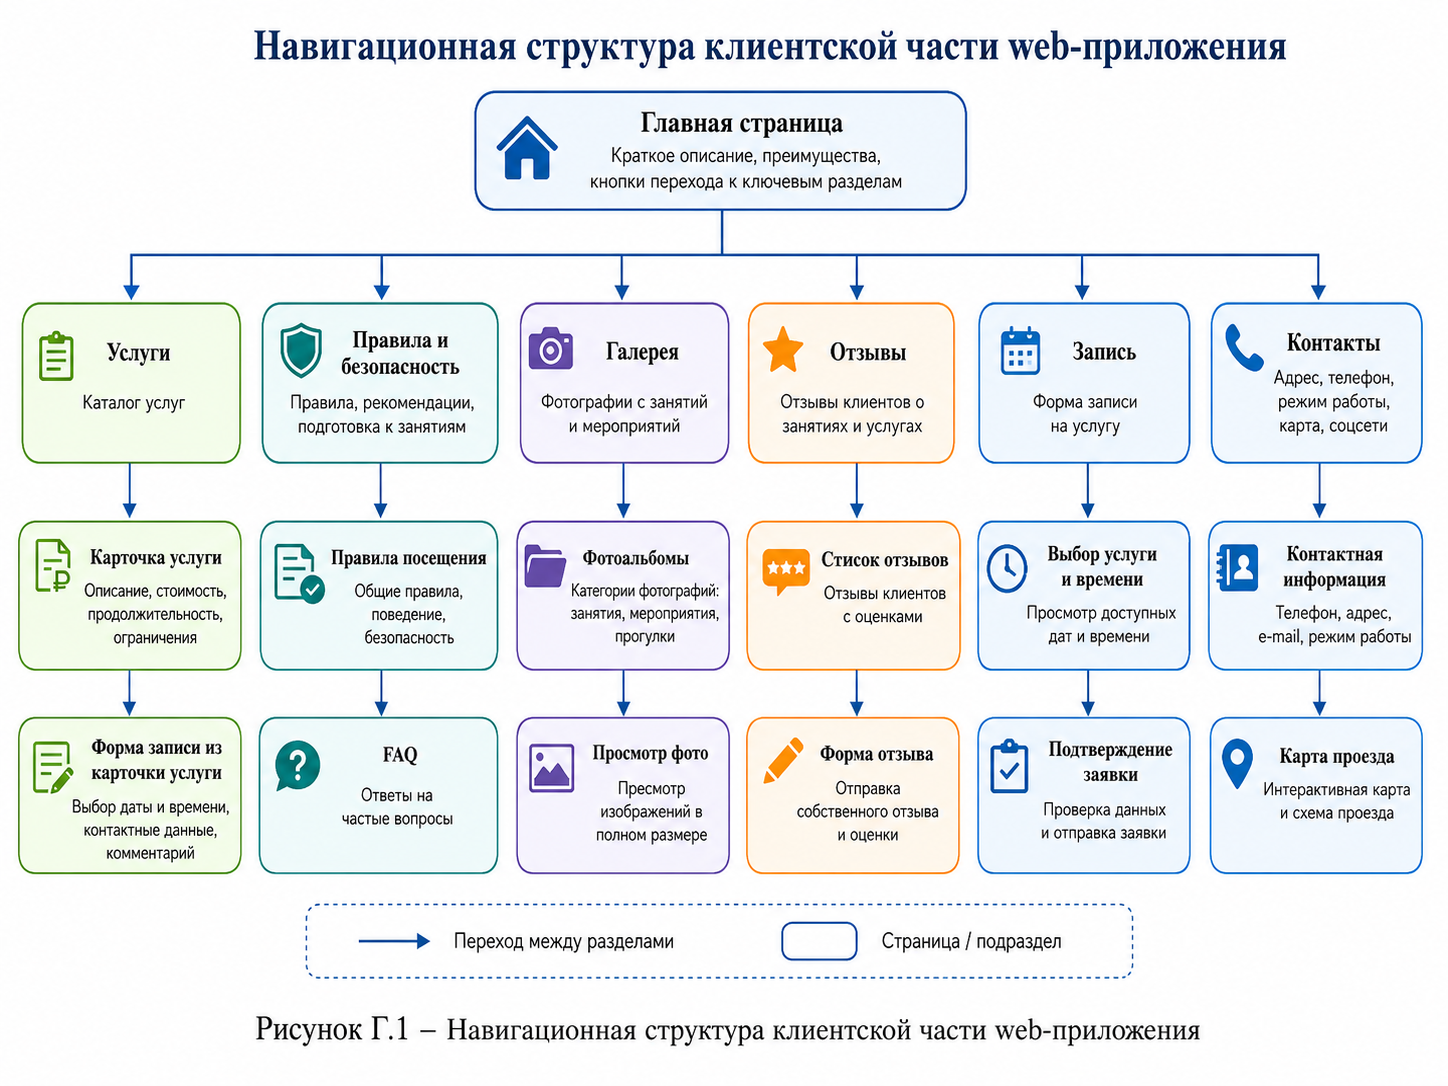 Навигационная структура клиентской части web-приложения
Главная страница
Краткое описание, преимущества,
кнопки перехода к ключевым разделам
Услуги
Каталог услуг
Правила и
безопасность
Правила, рекомендации,
подготовка к занятиям
Галерея
Фотографии с занятий
и мероприятий
Отзывы
Отзывы клиентов о
занятиях и услугах
Запись
Форма записи
на услугу
Контакты
Адрес, телефон,
режим работы,
карта, соцсети
Карточка услуги
Описание, стоимость,
продолжительность,
ограничения
Правила посещения
Общие правила,
поведение,
безопасность
Фотоальбомы
Категории фотографий:
занятия, мероприятия,
прогулки
Стисок отзывов
Отзывы клиентов
с оценками
Выбор услуги
и времени
Просмотр доступных
дат и времени
Контактная
информация
Телефон, адрес,
e-mail, режим работы
Форма записи из
карточки услуги
Выбор даты и времени,
контактные данные,
комментарий
FAQ
Ответы на
частые вопросы
Просмотр фото
Пресмотр
изображений в
полном размере
Форма отзыва
Отправка
собственного отзыва
и оценки
Подтверждение
заявки
Проверка данных
и отправка заявки
Карта проезда
Интерактивная карта
и схема проезда
Переход между разделами
Страница / подраздел
Рисунок Г.1 – Навигационная структура клиентской части web-приложения